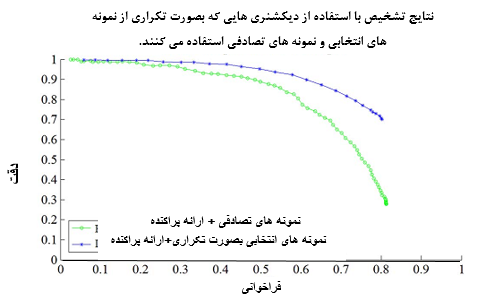 نتایج تشخیص با استفاده از دیکشنری هایی که بصورت تکراری از نمونه
های انتخابی و نمونه های تصادفی استفاده می کنند.
1
0.9
0.8
0.7
0.6
0.5
0.4
0.3
0.2
0.1
0
دقت
نمونه های تصادفی + ارائه پراکنده
نمونه های انتخابی بصورت تکراری+ارائه پراکنده
0 0.1 0.2 0.3 0.4 0.5 0.6 0.7 0.8 0.9 1
فراخوانی